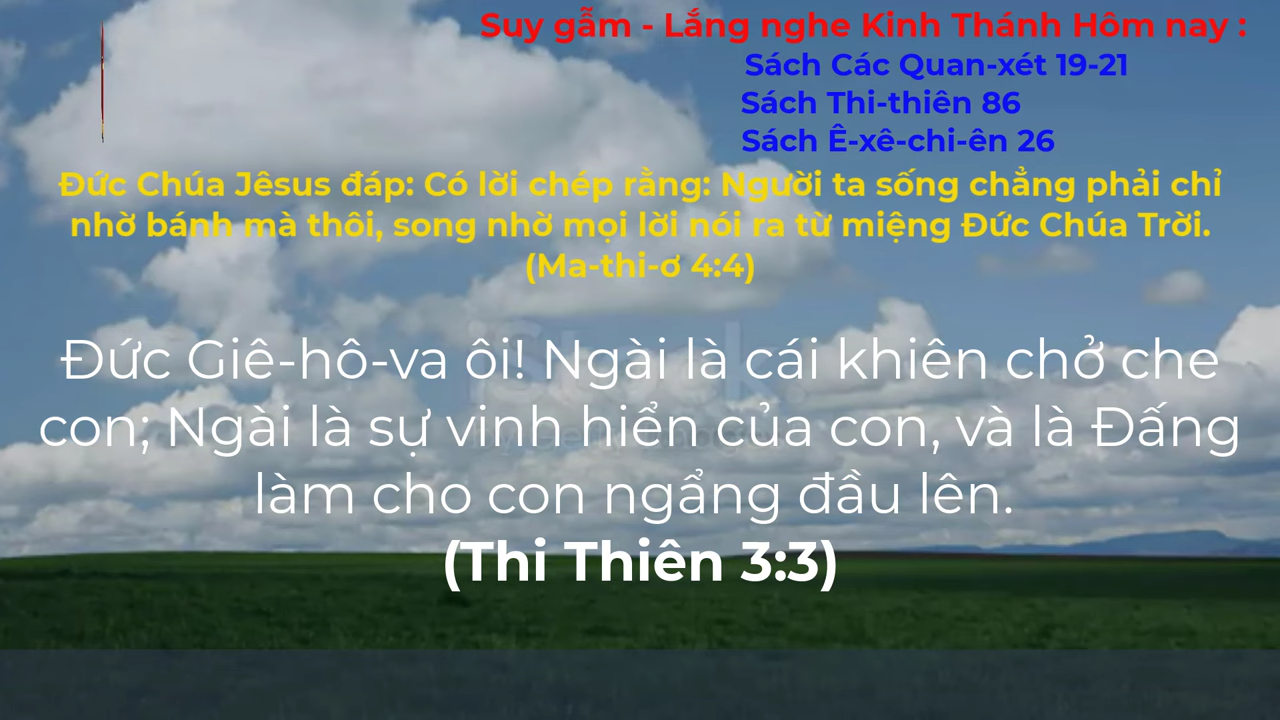 Suy gẫm - Lắng nghe Kinh Thánh Hôm nay :
Sách Các Quan-xét 19-21
Sách Thi-thiên 86
Sách Ê-xê-chi-ên 26
Đức Chúa Jêsus đáp: Có lời chép rằng: Người ta sống chẳng phải chỉ
nhờ bánh mà thôi, song nhờ mọi lời nói ra từ miệng Đức Chúa Trời.
(Ma-thi-ơ 4:4)
Đức Giê-hô-va ôi! Ngài là cái khiên chở che
con; Ngài là sự vinh hiển của con, và là Đấng
làm cho con ngẩng đầu lên.
(Thi Thiên 3:3)